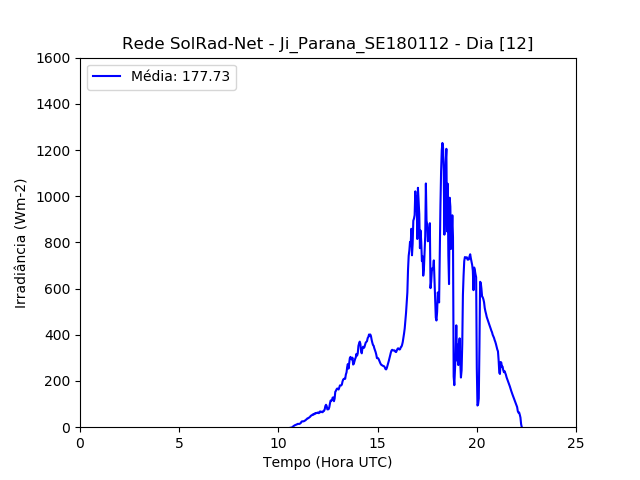 Rede SolRad-Net - Ji_Parana_SE180112 - Dia [12]
Média: 177.73
1600
1400
1200
1000
800
600
400
200
0
0 5 10 15 20 25
Irradiância (Wm-2)
Tempo (Hora UTC)